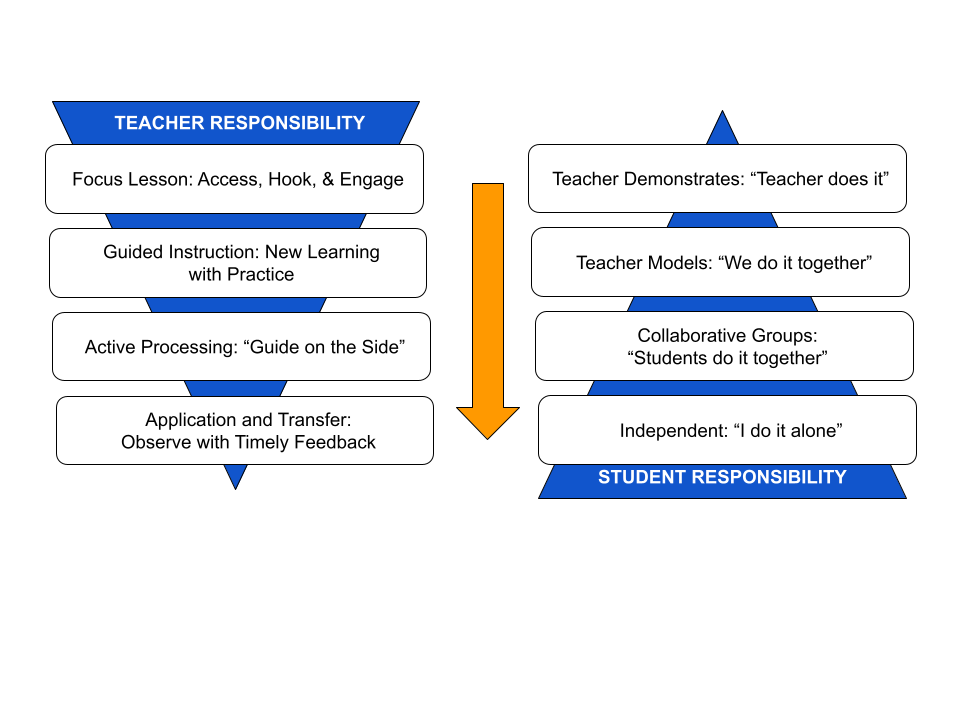 TEACHER RESPONSIBILITY
Focus Lesson: Access, Hook, & Engage
Guided Instruction: New Learning
with Practice
Active Processing: “Guide on the Side”
Application and Transfer:
Observe with Timely Feedback
Teacher Demonstrates: “Teacher does it”
Teacher Models: “We do it together”
Collaborative Groups:
“Students do it together”
Independent: “I do it alone”
STUDENT RESPONSIBILITY